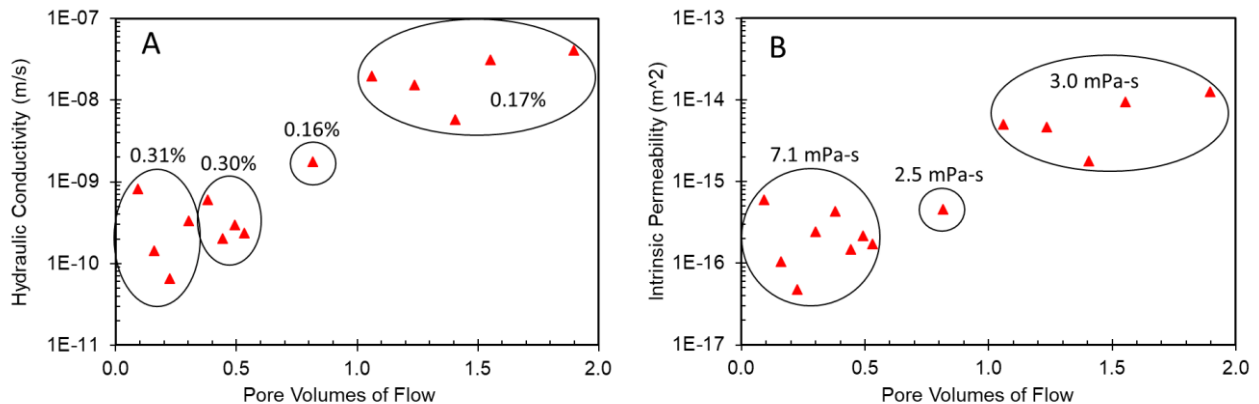 A
Hydraulic Conductivity (m/s)
1E-07
1E-08
1E-09
1E-10
1E-11
0.31%
0.30%
0.16%
0.17%
0.0
0.5
1.0
1.5
2.0
Pore Volumes of Flow
B
Intrinsic Permeability (m^2)
1E-13
1E-14
1E-15
1E-16
1E-17
7.1 mPa-s
2.5 mPa-s
3.0 mPa-s
0.0
0.5
1.0
1.5
2.0
Pore Volumes of Flow